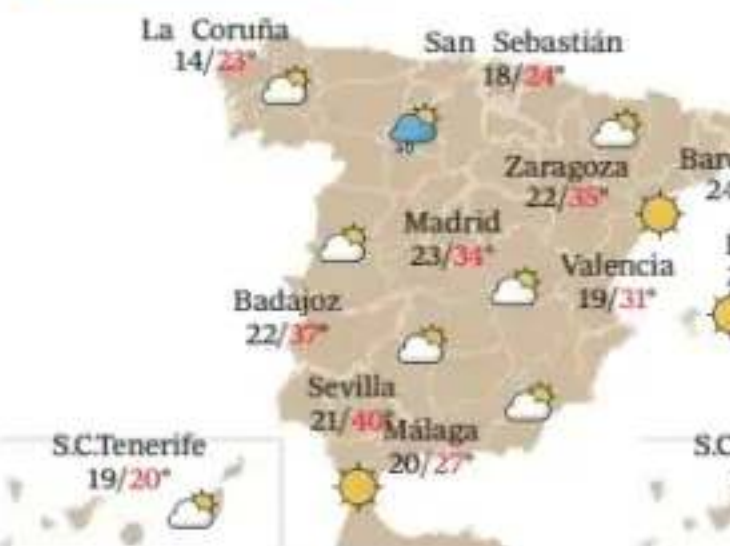 La Coruña
14/23°
San Sebastián
18/24°
Zaragoza
22/35°
Madrid
23/34°
Valencia
19/31°
Badajoz
22/37°
Sevilla
21/40°
Málaga
20/27°
S.C.Tenerife
19/20°
S.C
24